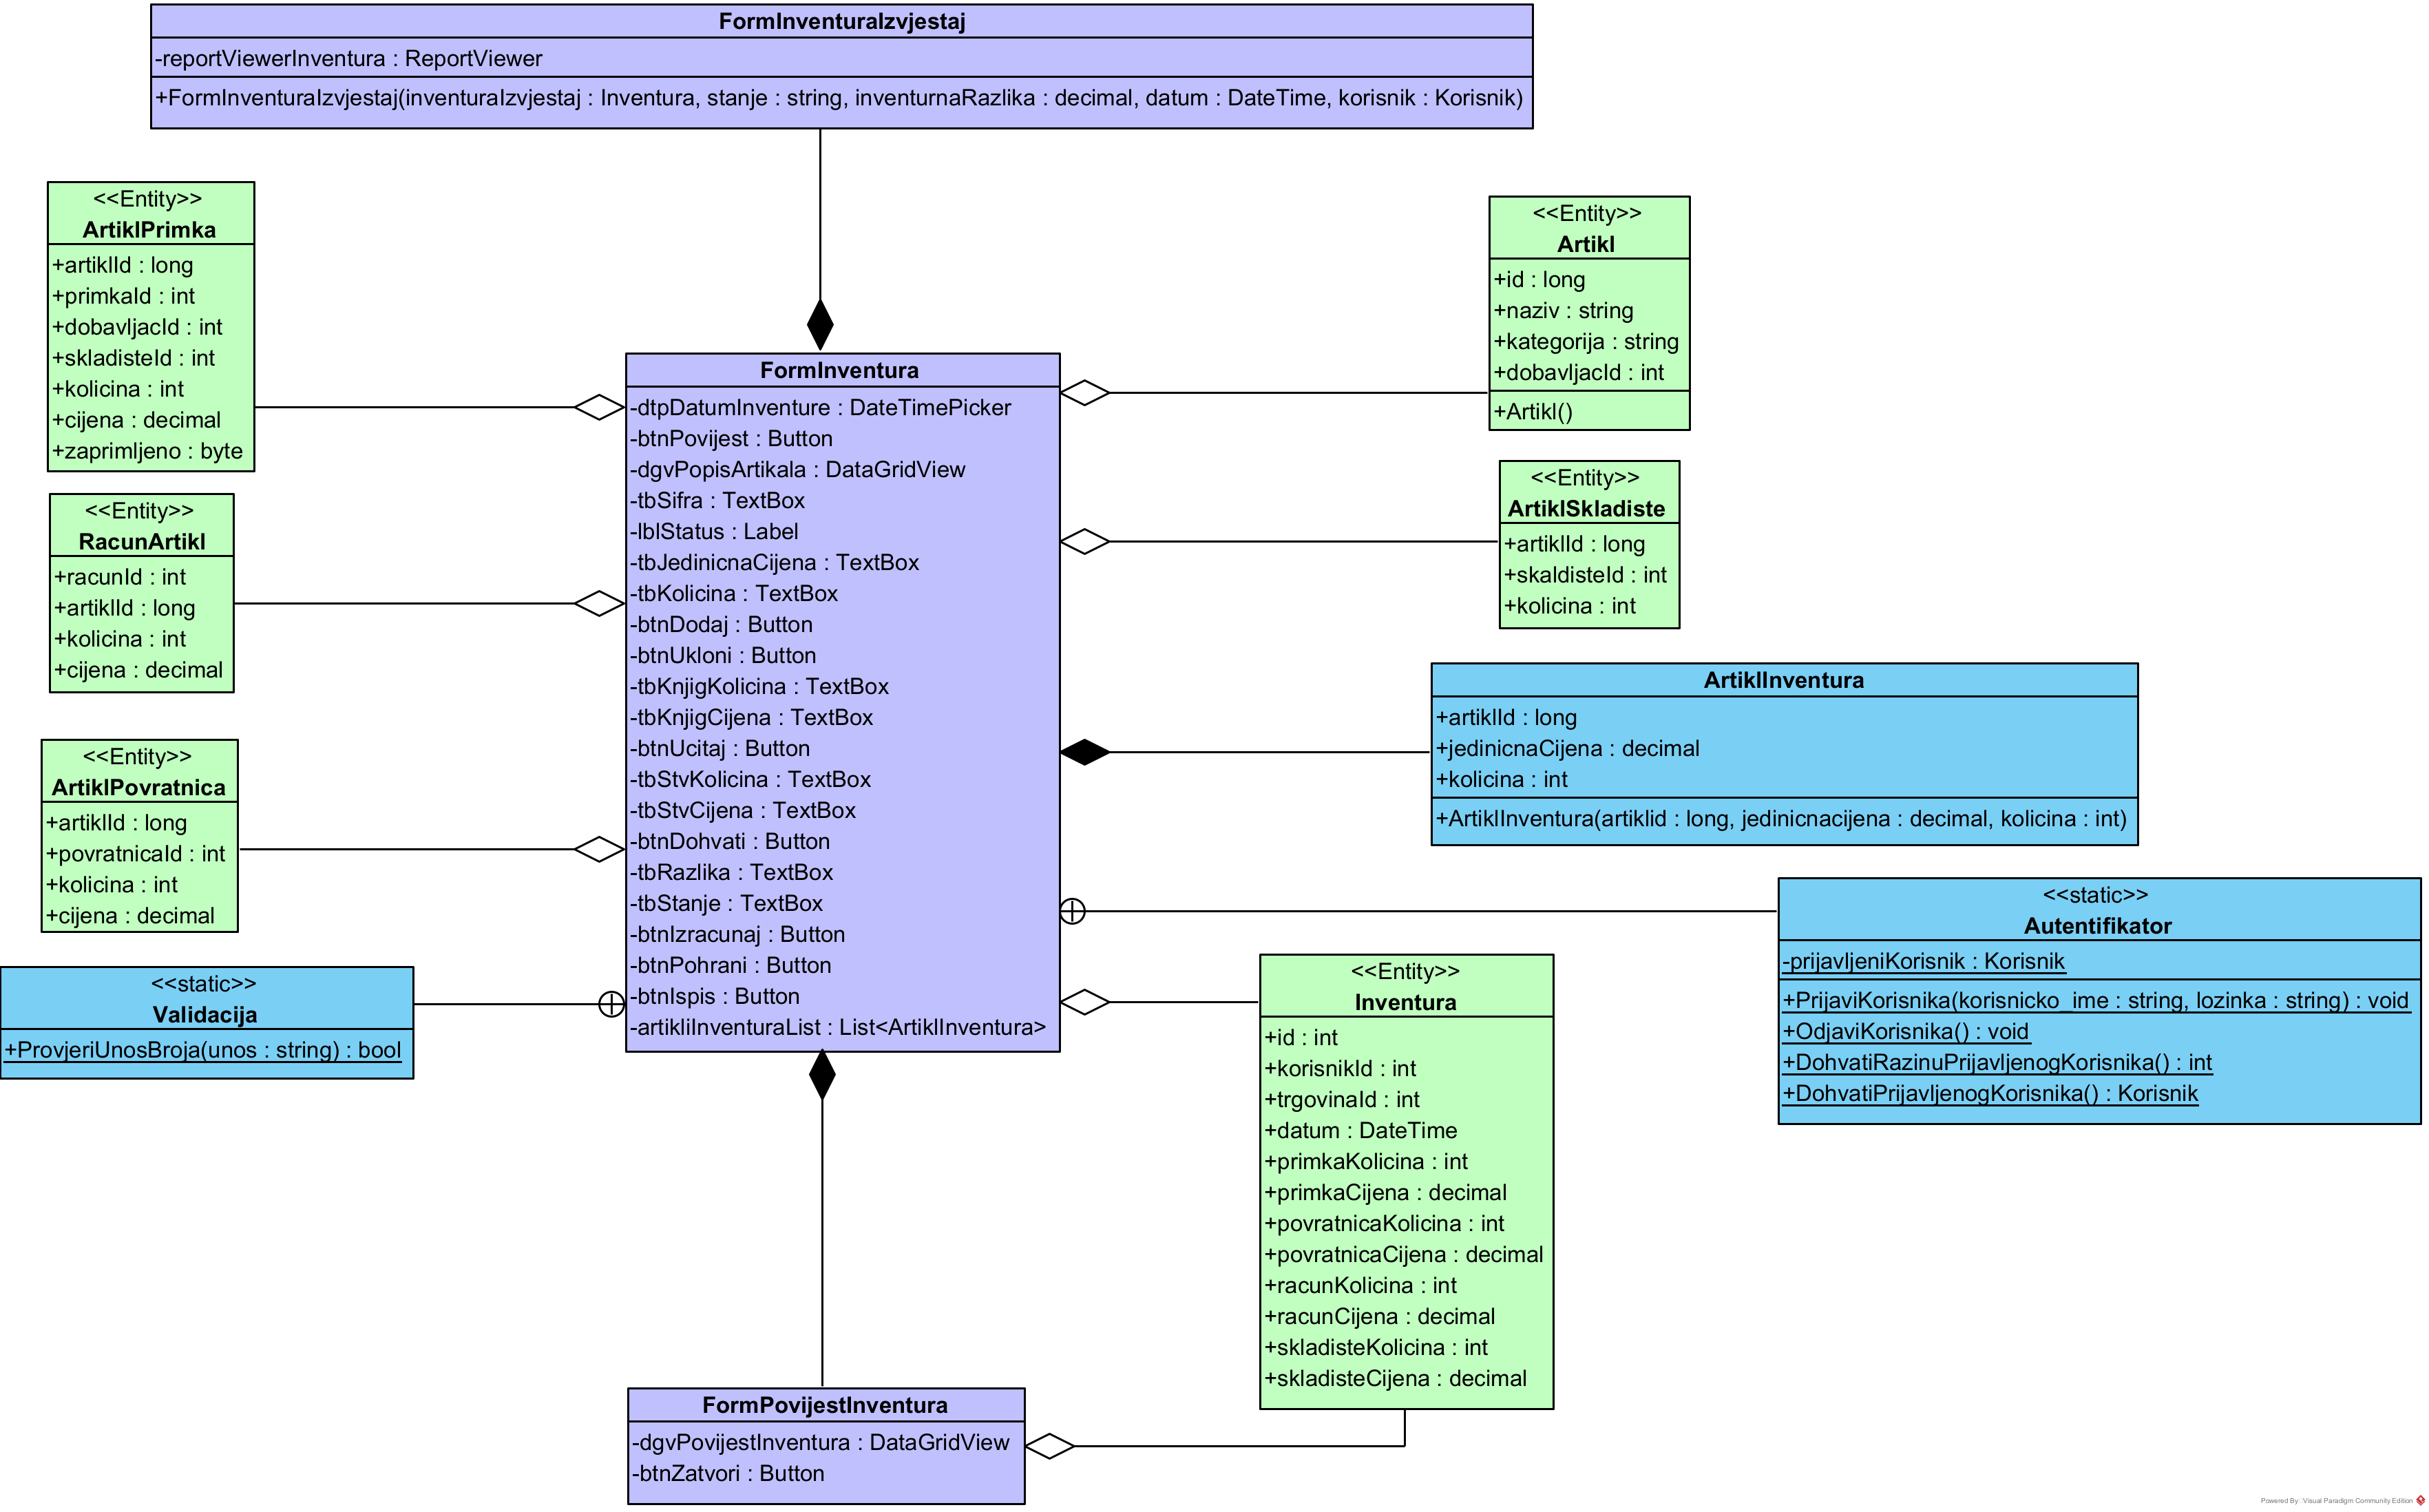 FormInventuraIzvjestaj
-reportViewerInventura : ReportViewer
+FormInventuraIzvjestaj(inventuraIzvjestaj : Inventura, stanje : string, inventurnaRazlika : decimal, datum : DateTime, korisnik : Korisnik)
<<Entity>>
ArtiklPrimka
+artiklId : long
+primkaId : int
+dobavljacId : int
+skladisteId : int
+kolicina : int
+cijena : decimal
+zaprimljeno : byte
<<Entity>>
RacunArtikl
+racunId : int
+artiklId : long
+kolicina : int
+cijena : decimal
<<Entity>>
ArtiklPovratnica
+artiklId : long
+povratnicaId : int
+kolicina : int
+cijena : decimal
<<static>>
Validacija
+ProvjeriUnosBroja(unos : string) : bool
FormInventura
-dtpDatumInventure : DateTimePicker
-btnPovijest : Button
-dgvPopisArtikala : DataGridView
-tbSifra : TextBox
-lblStatus : Label
-tbJedinicnaCijena : TextBox
-tbKolicina : TextBox
-btnDodaj : Button
-btnUkloni : Button
-tbKnjigKolicina : TextBox
-tbKnjigCijena : TextBox
-btnUcitaj : Button
-tbStvKolicina : TextBox
-tbStvCijena : TextBox
-btnDohvati : Button
-tbRazlika : TextBox
-tbStanje : TextBox
-btnIzracunaj : Button
-btnPohrani : Button
-btnIspis : Button
-artikliInventuraList : List<ArtiklInventura>
<<Entity>>
Artikl
+id : long
+naziv : string
+kategorija : string
+dobavljacId : int
+Artikl()
<<Entity>>
ArtiklSkladiste
+artiklId : long
+skaldisteId : int
+kolicina : int
ArtiklInventura
+artiklId : long
+jedinicnaCijena : decimal
+kolicina : int
+ArtiklInventura(artiklid : long, jedinicnacijena : decimal, kolicina : int)
<<static>>
Autentifikator
-prijavljeniKorisnik : Korisnik
+PrijaviKorisnika(korisnicko_ime : string, lozinka : string) : void
+OdjaviKorisnika() : void
+DohvatiRazinuPrijavljenogKorisnika() : int
+DohvatiPrijavljenogKorisnika() : Korisnik
<<Entity>>
Inventura
+id : int
+korisnikId : int
+trgovinaId : int
+datum : DateTime
+primkaKolicina : int
+primkaCijena : decimal
+povratnicaKolicina : int
+povratnicaCijena : decimal
+racunKolicina : int
+racunCijena : decimal
+skladisteKolicina : int
+skladisteCijena : decimal
FormPovijestInventura
-dgvPovijestInventura : DataGridView
-btnZatvori : Button
Powered By Visual Paradigm Community Edition